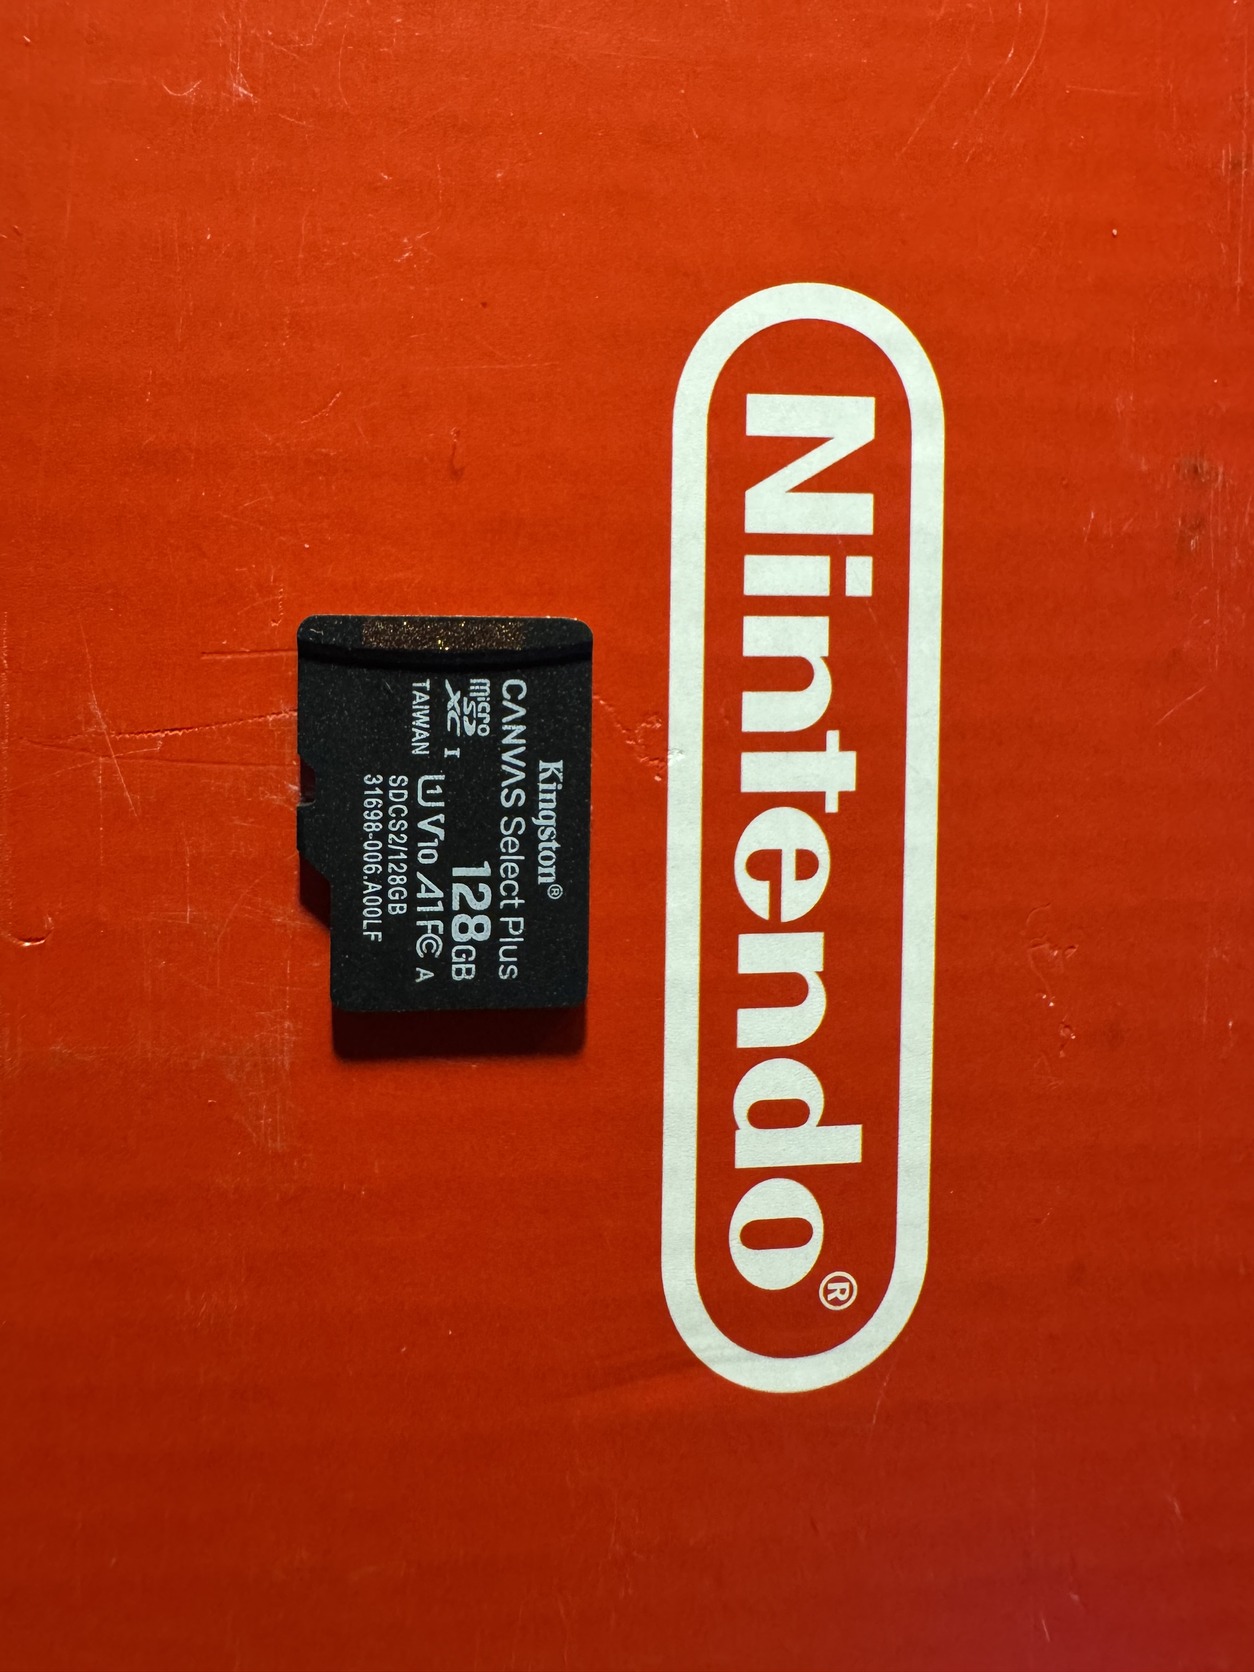 Nintendo®
Kingston®
CANVAS Select Plus
micro SD XC I 128GB
TAIWAN U1 V10 A1 FC A
SDCS2/128GB
31698-006.A00LF